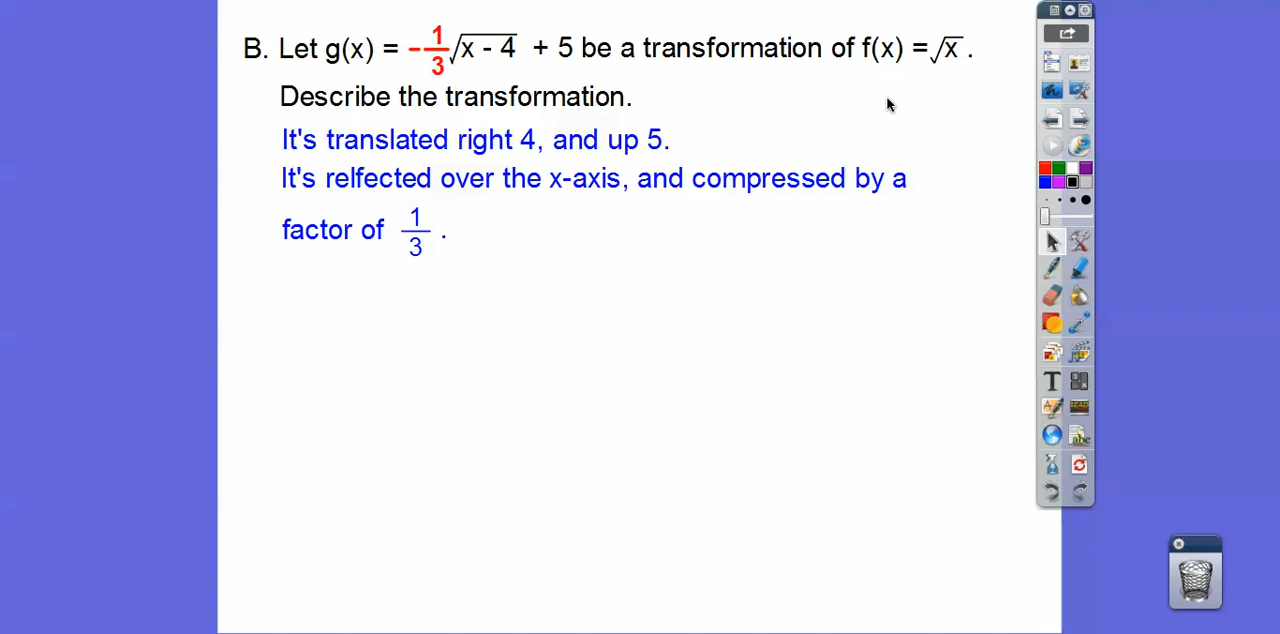 B. Let g(x) = -1/3√(x - 4) + 5 be a transformation of f(x) = √x .
Describe the transformation.
It's translated right 4, and up 5.
It's relfected over the x-axis, and compressed by a
factor of 1/3 .